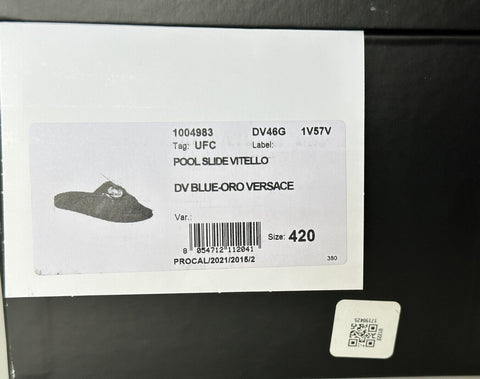 1004983 DV46G 1V57V
Tag: UFC Label:
POOL SLIDE VITELLO
DV BLUE-ORO VERSACE
Var.:
Size: 420
8 054712 112041
PROCAL/2021/2015/2 380